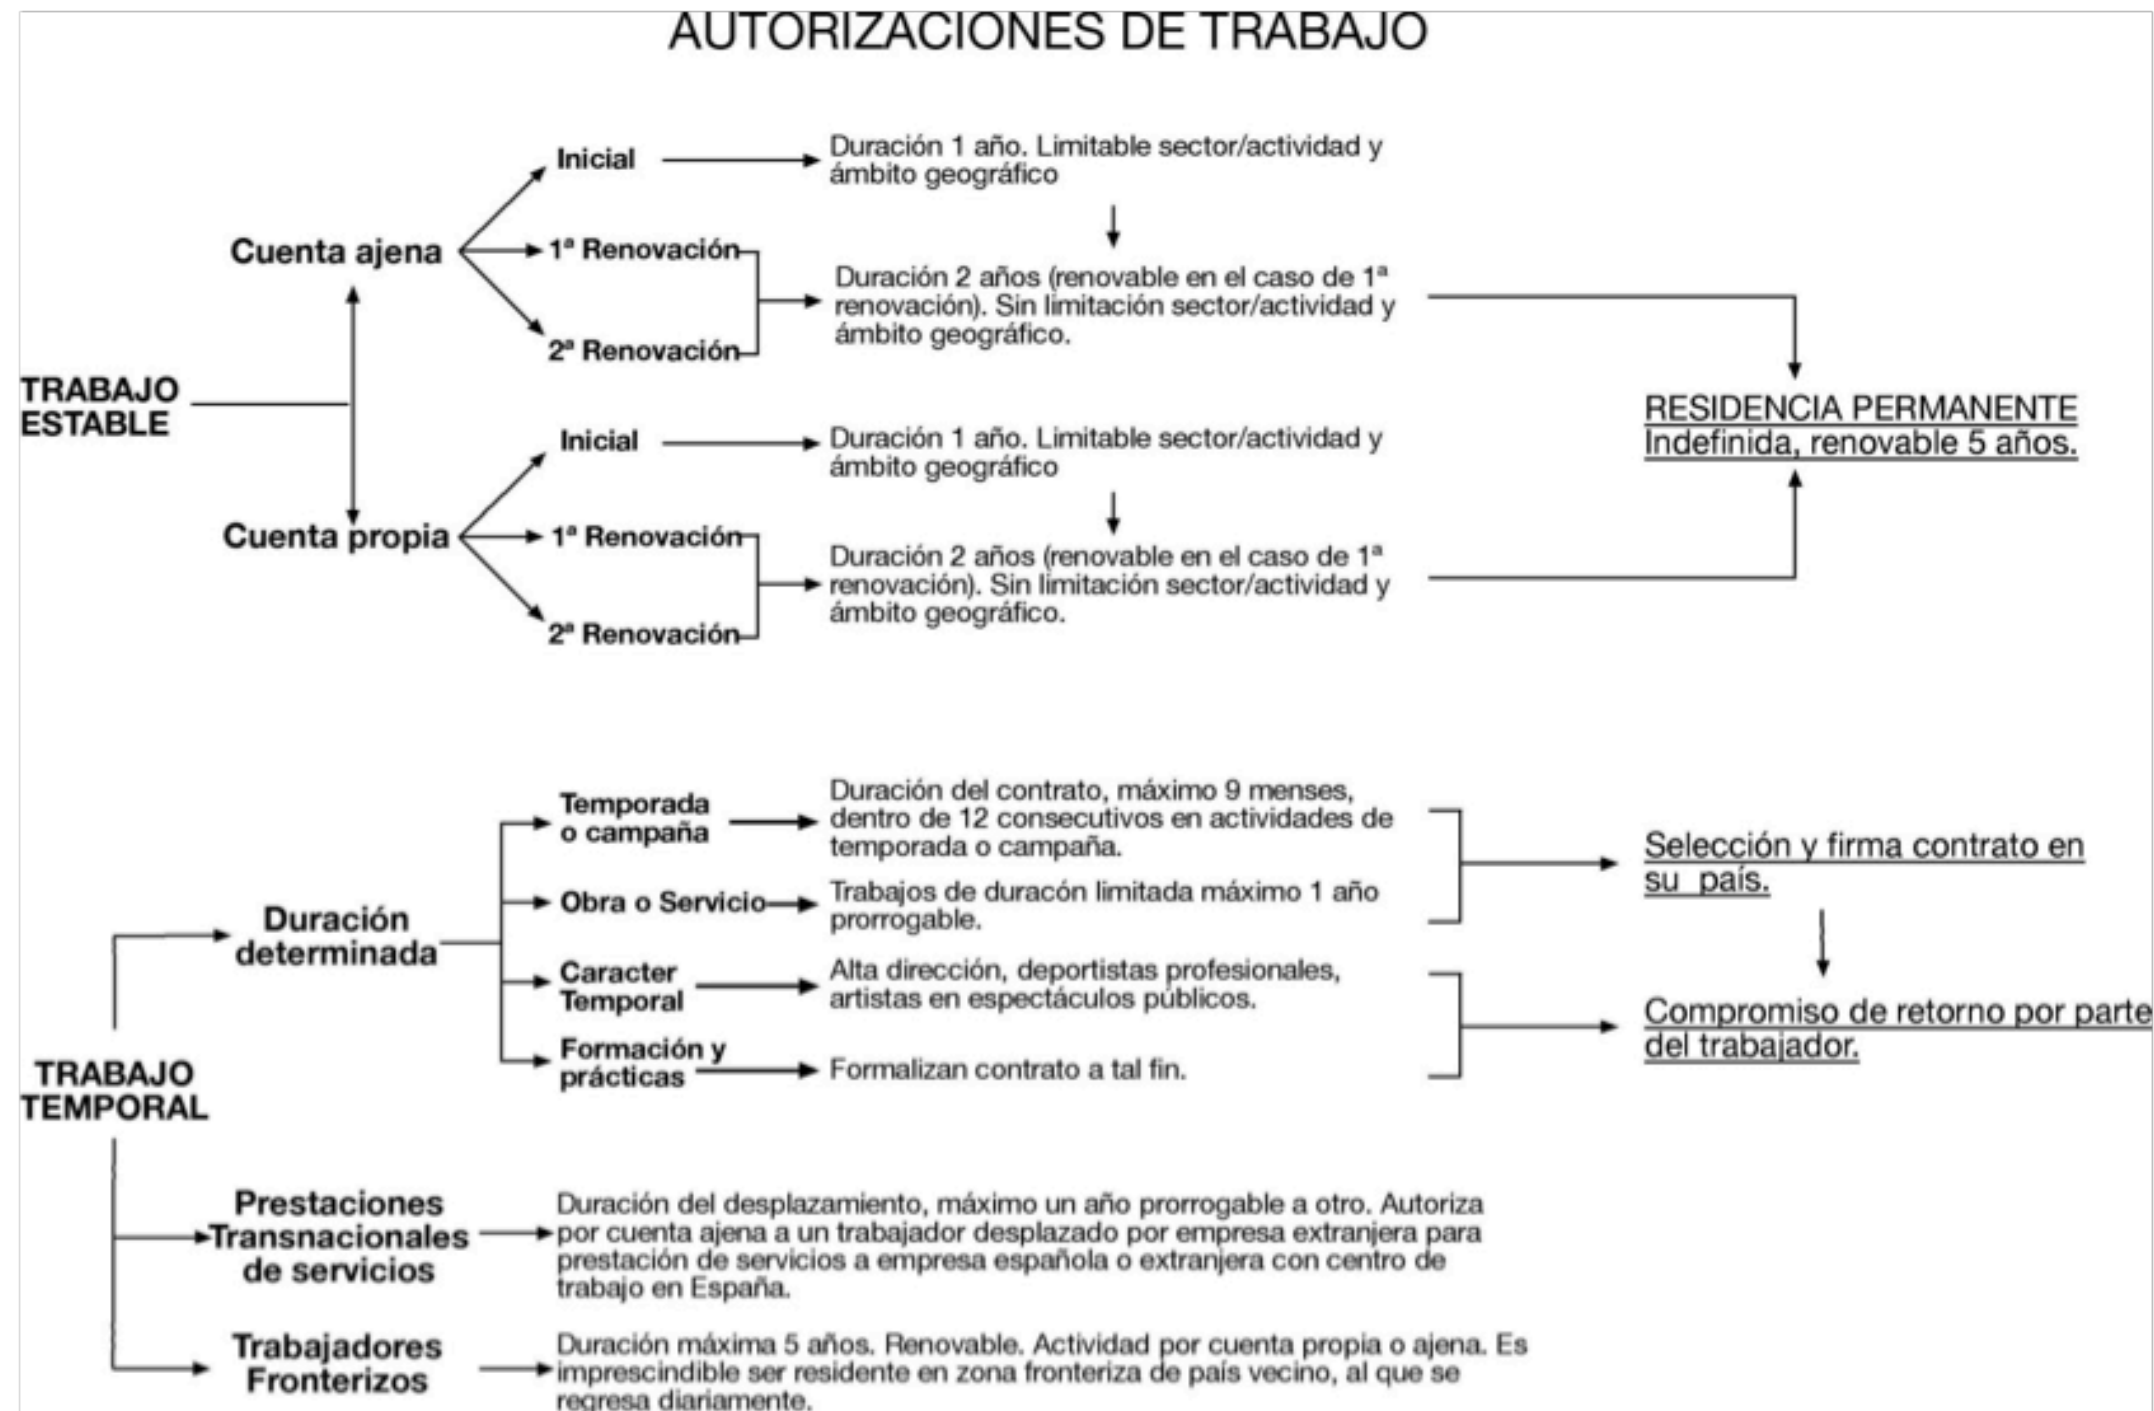 AUTORIZACIONES DE TRABAJO
TRABAJO
ESTABLE
Cuenta ajena
Inicial
Duración 1 año. Limitable sector/actividad y
ámbito geográfico
1ª Renovación
2ª Renovación
Duración 2 años (renovable en el caso de 1ª
renovación). Sin limitación sector/actividad y
ámbito geográfico.
Cuenta propia
Inicial
Duración 1 año. Limitable sector/actividad y
ámbito geográfico
1ª Renovación
2ª Renovación
Duración 2 años (renovable en el caso de 1ª
renovación). Sin limitación sector/actividad y
ámbito geográfico.
RESIDENCIA PERMANENTE
Indefinida, renovable 5 años.
TRABAJO
TEMPORAL
Duración
determinada
Temporada
o campaña
Duración del contrato, máximo 9 menses,
dentro de 12 consecutivos en actividades de
temporada o campaña.
Obra o Servicio
Trabajos de duracón limitada máximo 1 año
prorrogable.
Caracter
Temporal
Alta dirección, deportistas profesionales,
artistas en espectáculos públicos.
Formación y
prácticas
Formalizan contrato a tal fin.
Selección y firma contrato en
su país.
Compromiso de retorno por parte
del trabajador.
Prestaciones
Transnacionales
de servicios
Duración del desplazamiento, máximo un año prorrogable a otro. Autoriza
por cuenta ajena a un trabajador desplazado por empresa extranjera para
prestación de servicios a empresa española o extranjera con centro de
trabajo en España.
Trabajadores
Fronterizos
Duración máxima 5 años. Renovable. Actividad por cuenta propia o ajena. Es
imprescindible ser residente en zona fronteriza de país vecino, al que se
regresa diariamente.